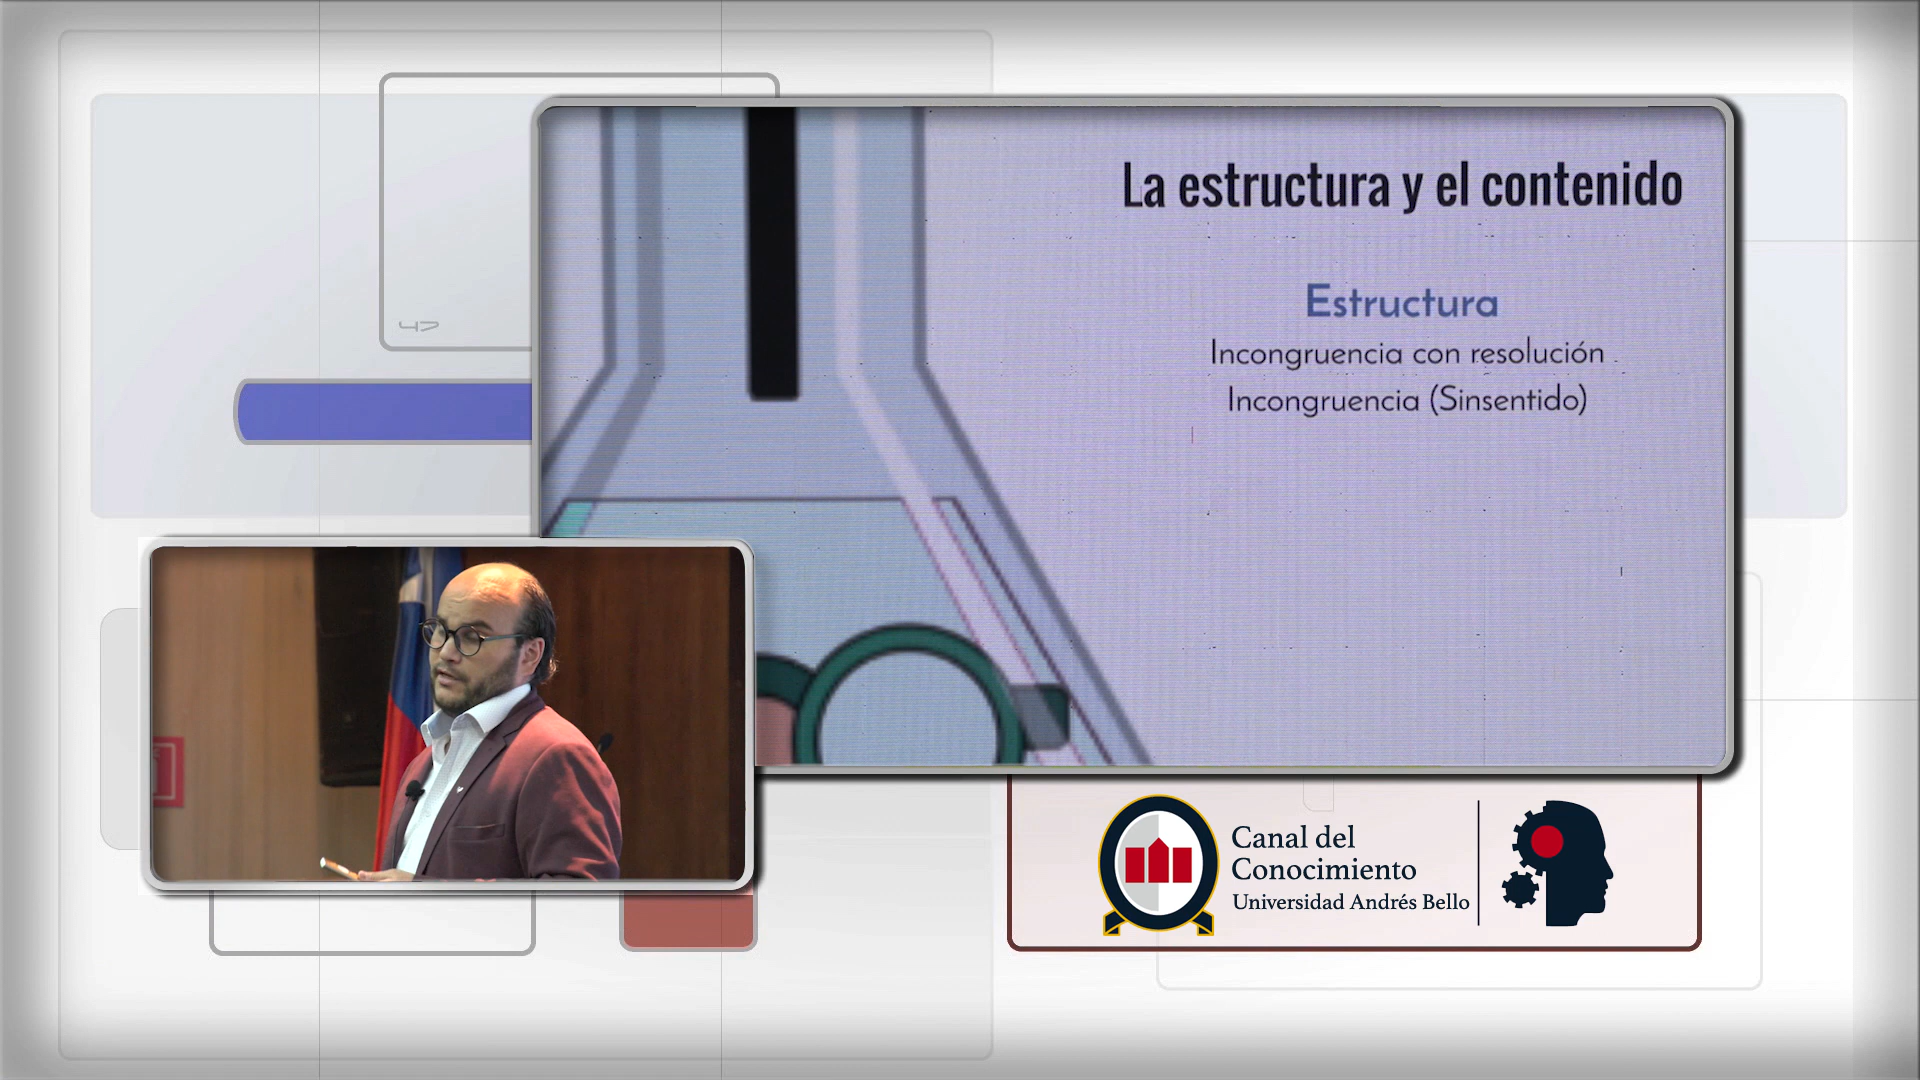 La estructura y el contenido
Estructura
Incongruencia con resolución
Incongruencia (Sinsentido)
Canal del
Conocimiento
Universidad Andrés Bello